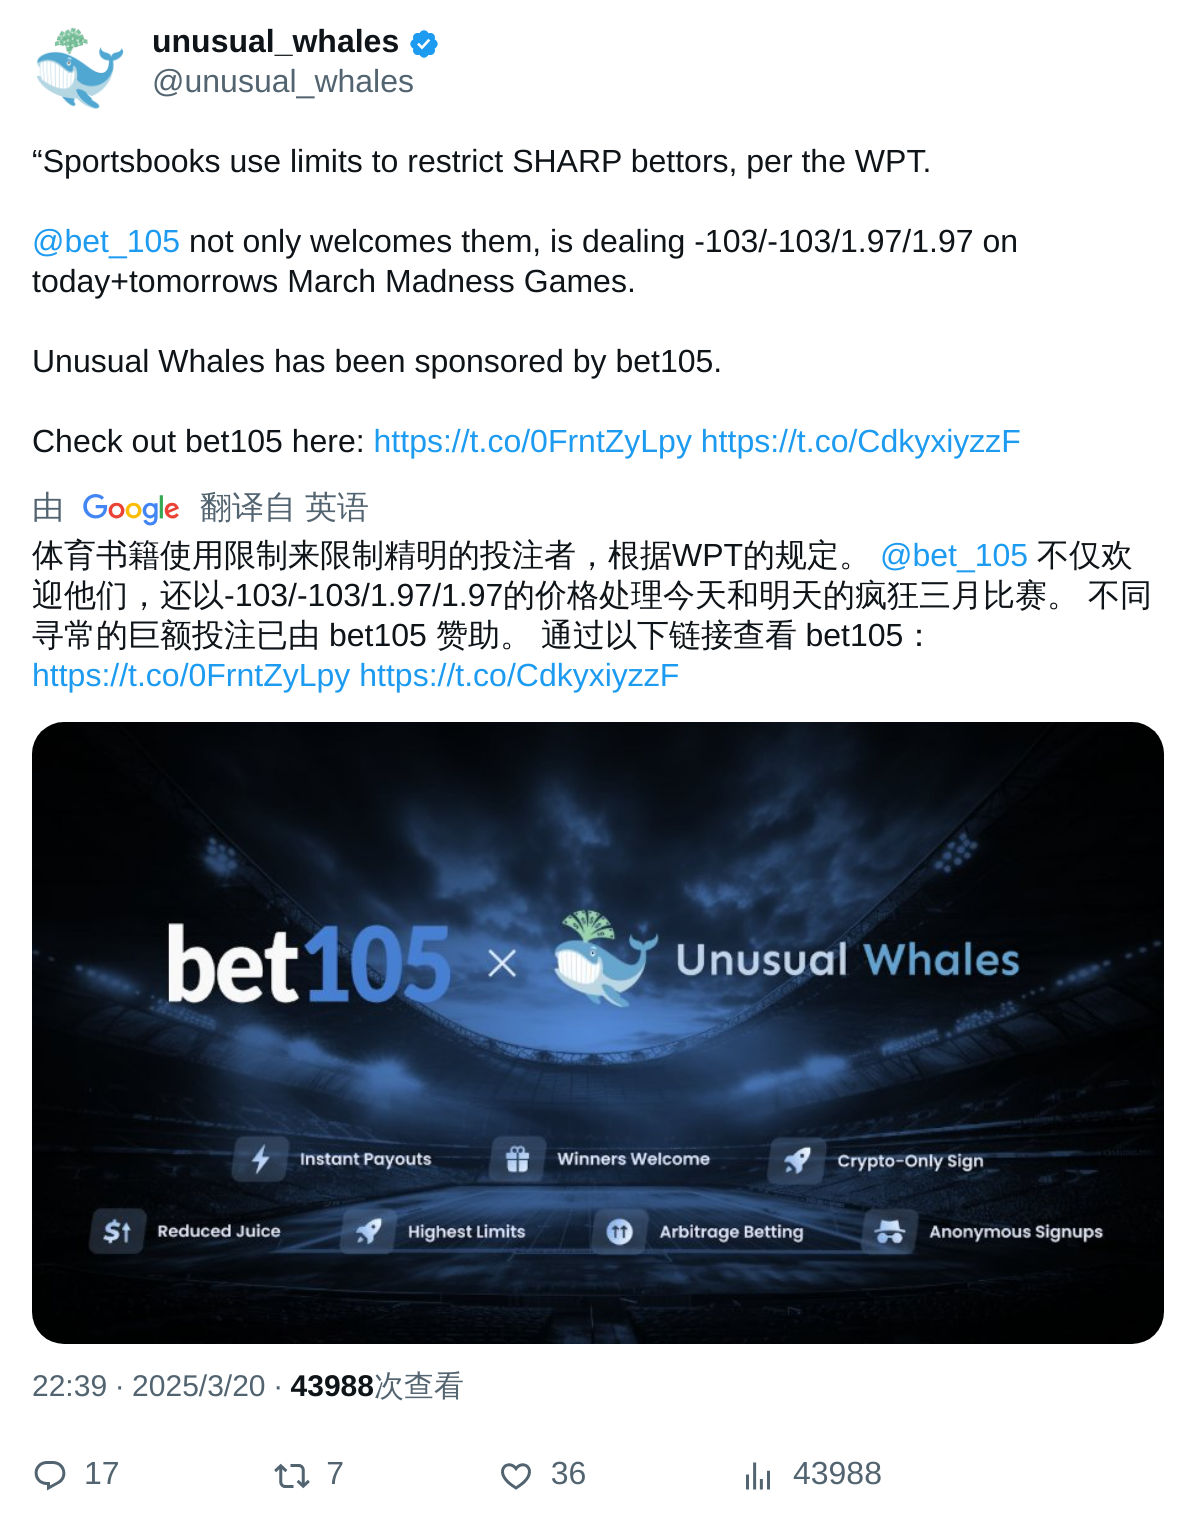 unusual_whales
@unusual_whales
“Sportsbooks use limits to restrict SHARP bettors, per the WPT.
@bet_105 not only welcomes them, is dealing -103/-103/1.97/1.97 on
today+tomorrows March Madness Games.
Unusual Whales has been sponsored by bet105.
Check out bet105 here: https://t.co/0FrntZyLpy https://t.co/CdkyxiyzzF
由 Google 翻译自 英语
体育书籍使用限制来限制精明的投注者，根据WPT的规定。 @bet_105 不仅欢
迎他们，还以-103/-103/1.97/1.97的价格处理今天和明天的疯狂三月比赛。 不同
寻常的巨额投注已由 bet105 赞助。 通过以下链接查看 bet105：
https://t.co/0FrntZyLpy https://t.co/CdkyxiyzzF
bet105 × Unusual Whales
Instant Payouts Winners Welcome Crypto-Only Sign
Reduced Juice Highest Limits Arbitrage Betting Anonymous Signups
22:39 · 2025/3/20 · 43988次查看
17 7 36 43988